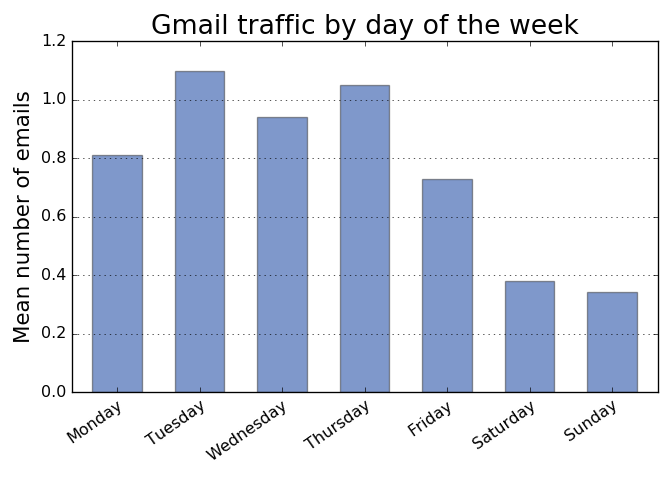 Gmail traffic by day of the week
Mean number of emails
1.2
1.0
0.8
0.6
0.4
0.2
0.0
Monday
Tuesday
Wednesday
Thursday
Friday
Saturday
Sunday